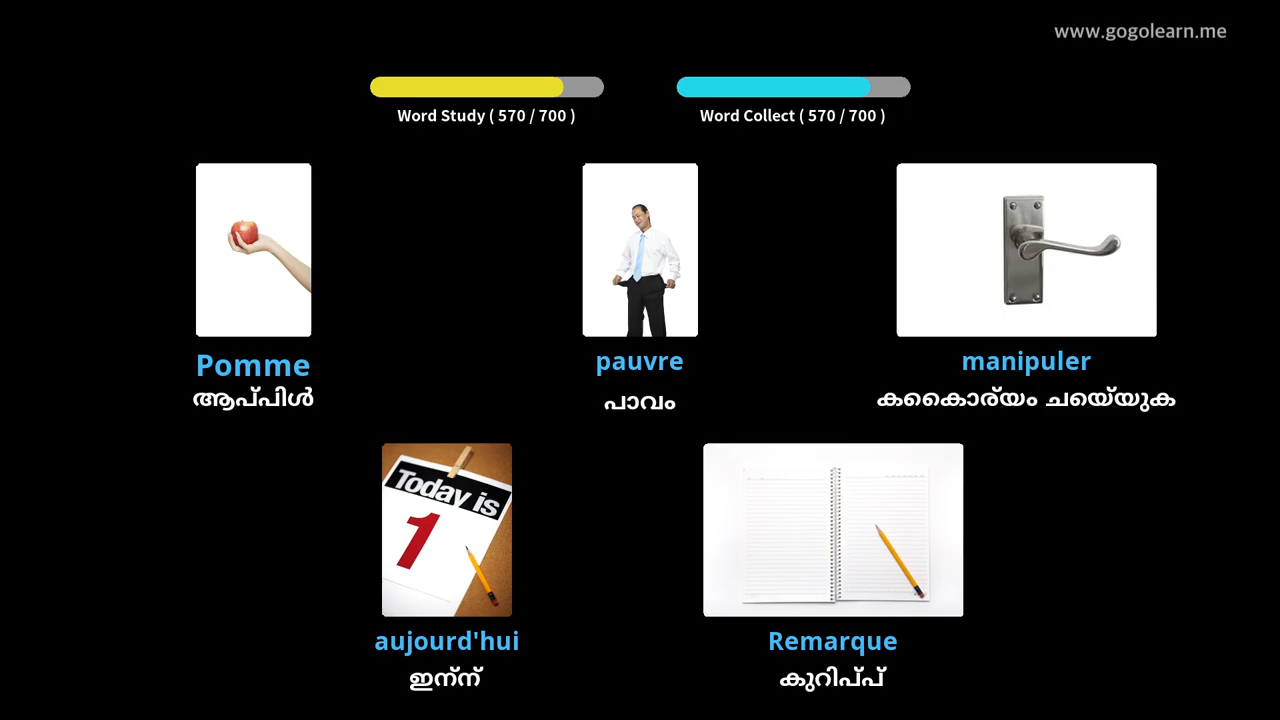 www.gogolearn.me
Word Study ( 570 / 700 )
Word Collect ( 570 / 700 )
Pomme
ആപ്പിൾ
pauvre
പാവം
manipuler
കൈകാര്യം ചെയ്യുക
Today is
1
aujourd'hui
ഇന്ന്
Remarque
കുറിപ്പ്